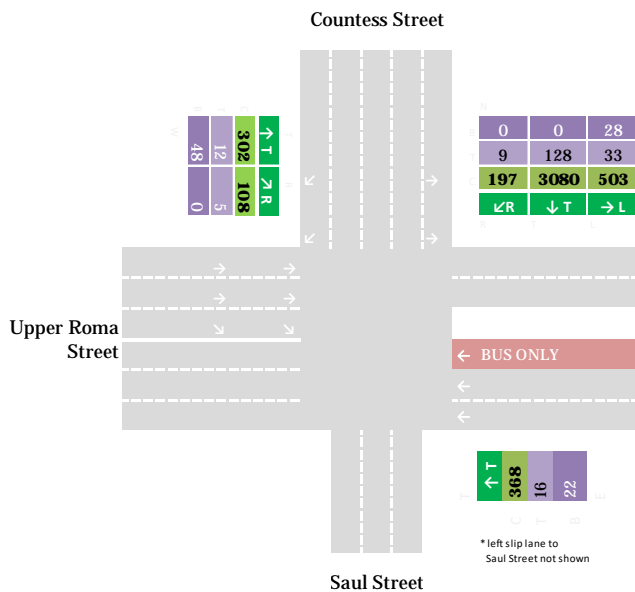 Countess Street
0 0 28
9 128 33
197 3080 503
↙R ↓T →L
48 12 302 ↑T
0 5 108 ↗R
Upper Roma
Street
← BUS ONLY
←T 368 16 22
* left slip lane to
Saul Street not shown
Saul Street